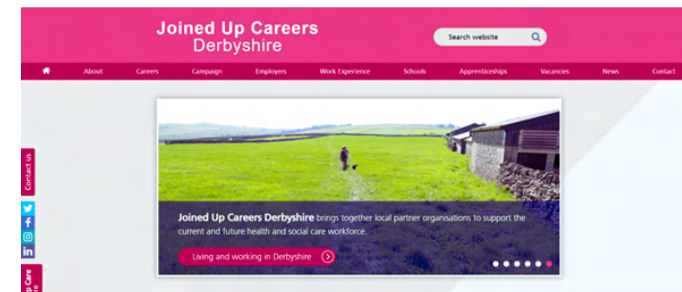 Joined Up Careers
Derbyshire
Search website
About Careers Campaign Employers Work Experience Schools Apprenticeships Vacancies News Contact
Contact us
Joined Up Careers Derbyshire brings together local partner organisations to support the
current and future health and social care workforce.
Living and working in Derbyshire
p Care